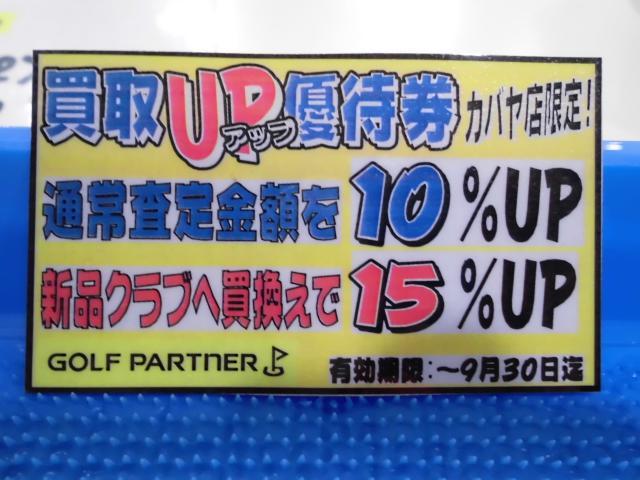 買取UP優待券 カバヤ店限定!
アップ
通常査定金額を10%UP
新品クラブへ買換えで15%UP
GOLF PARTNER 有効期限:~9月30日迄